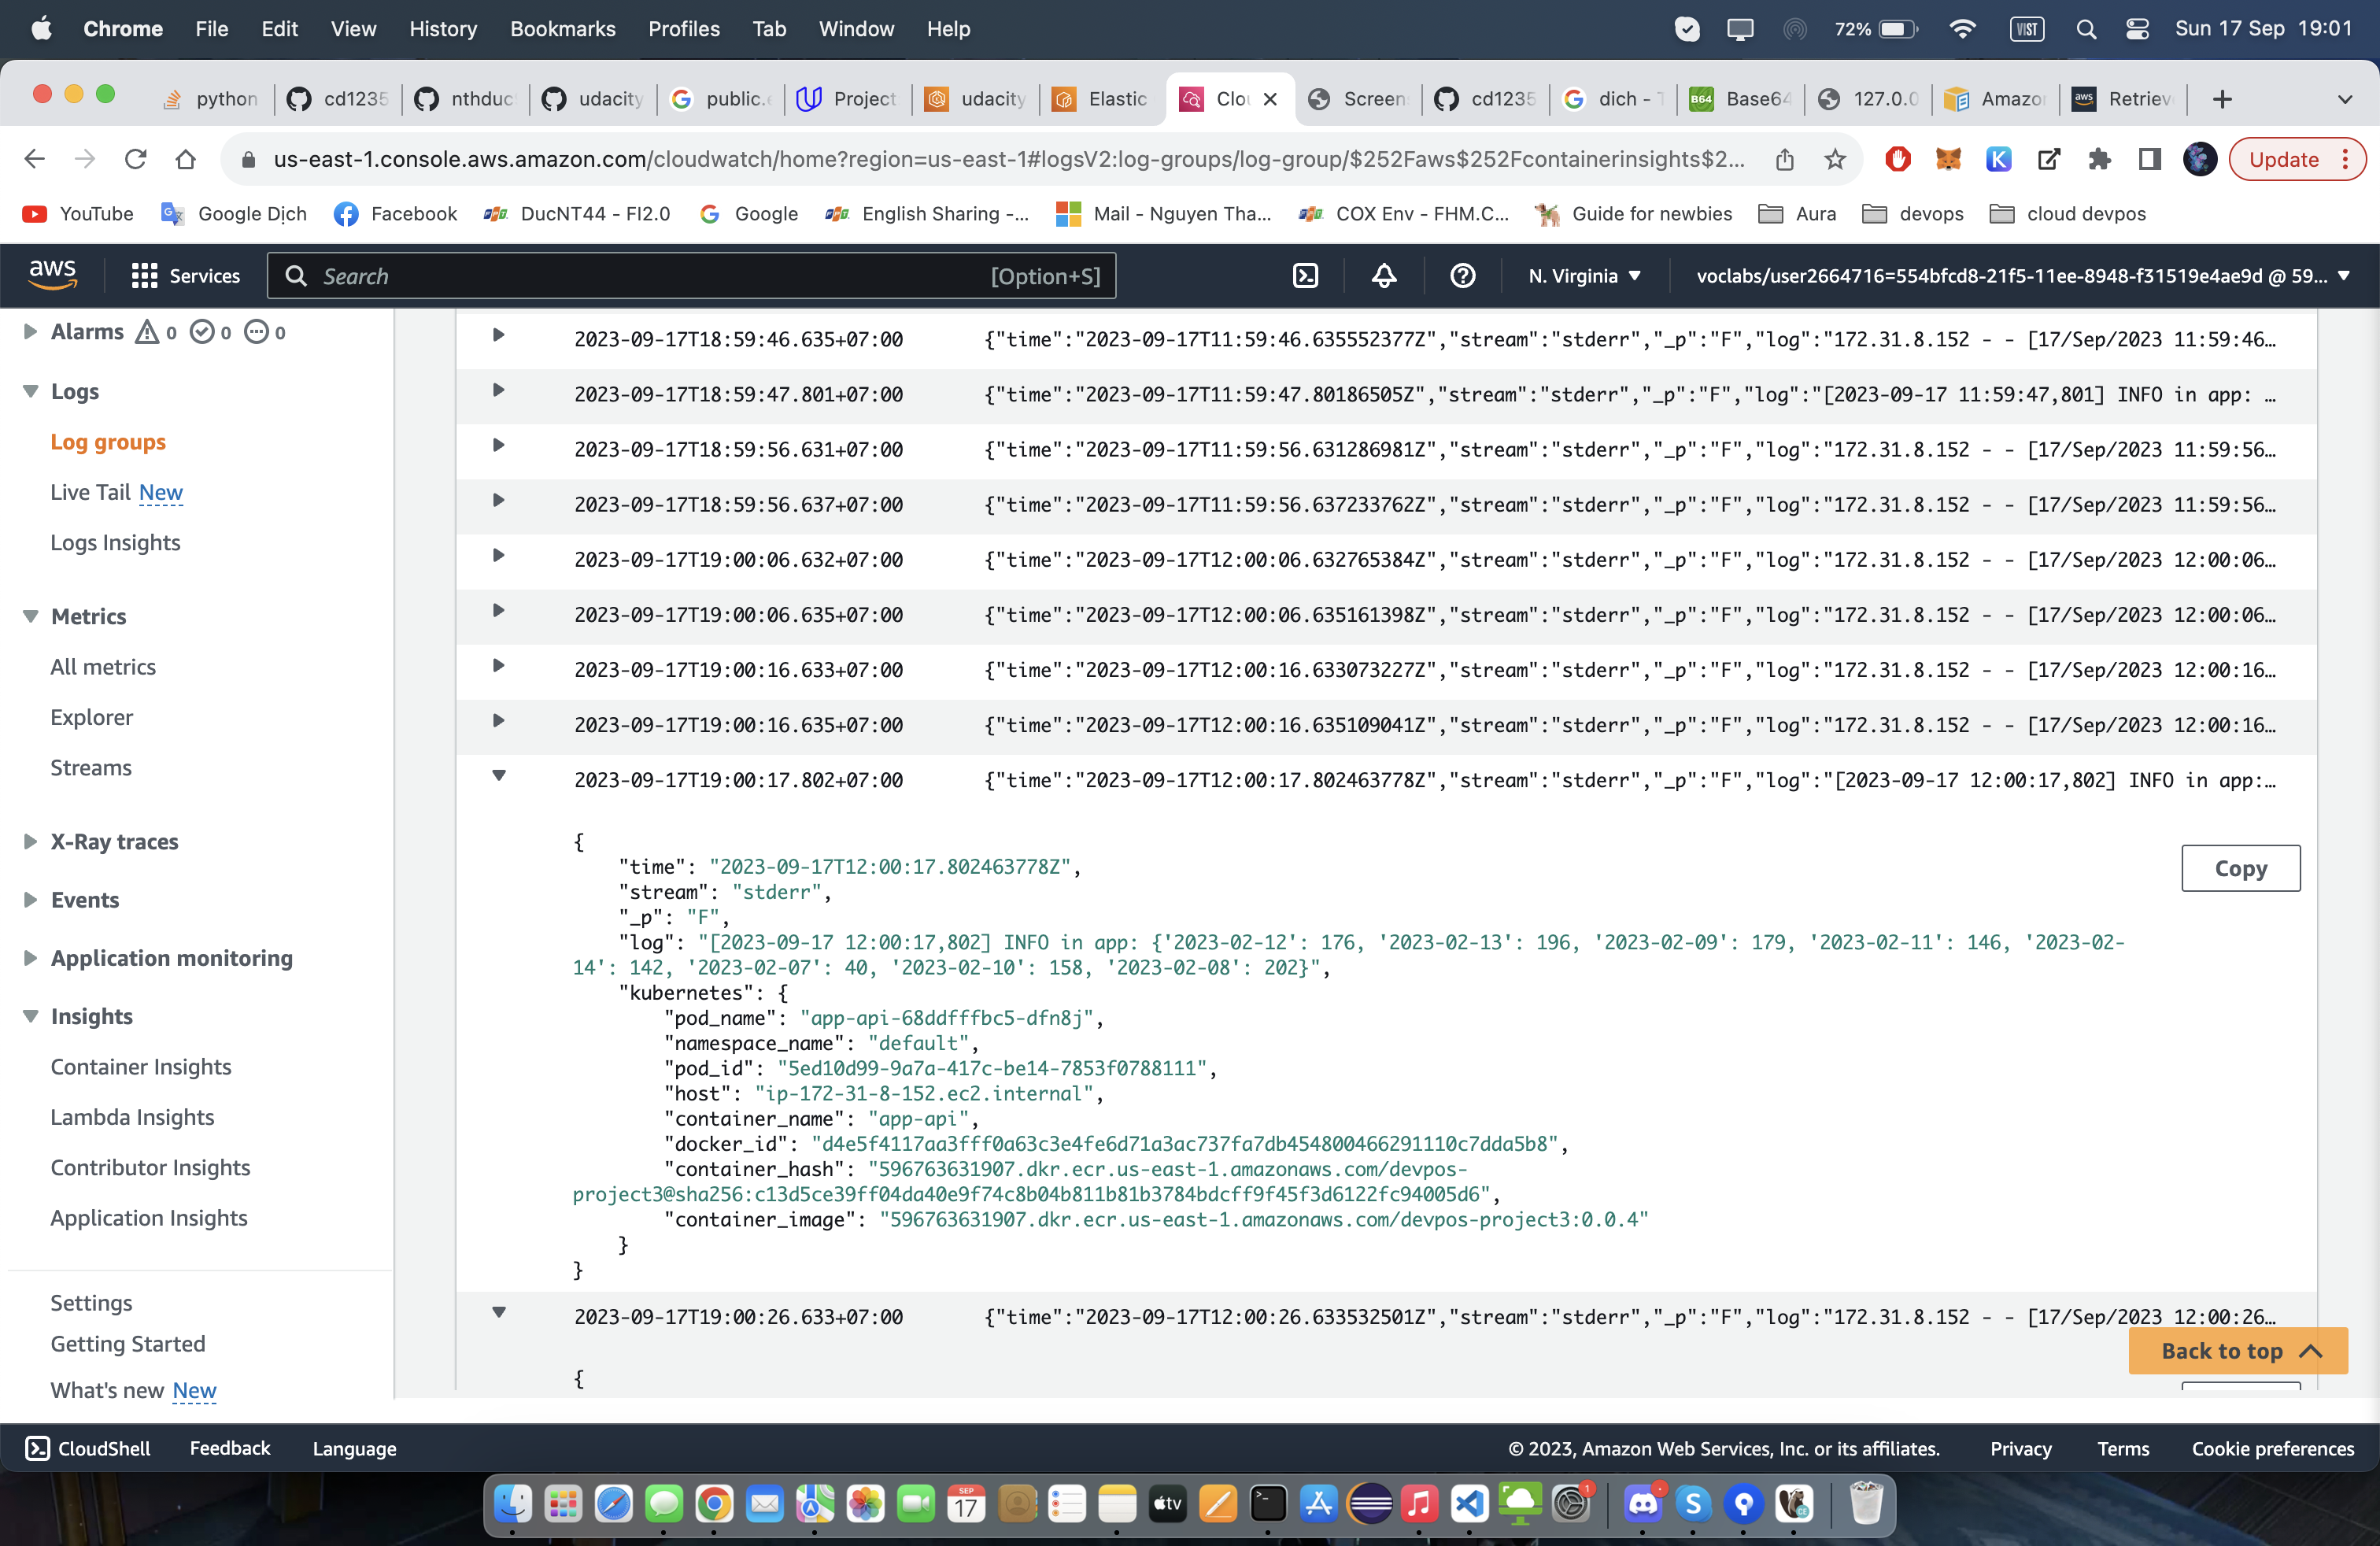 Chrome File Edit View History Bookmarks Profiles Tab Window Help 72% VIST Sun 17 Sep 19:01
python cd1235 nthduc udacity public.e Project udacity Elastic Clou Screen cd1235 dich - T B64 Base64 127.0.0 Amazon aws Retriev
us-east-1.console.aws.amazon.com/cloudwatch/home?region=us-east-1#logsV2:log-groups/log-group/$252Faws$252Fcontainerinsights$2... K Update
YouTube Google Dịch Facebook DucNT44 - FI2.0 Google English Sharing -... Mail - Nguyen Tha... COX Env - FHM.C... Guide for newbies Aura devops cloud devpos
aws Services Search [Option+S] N. Virginia voclabs/user2664716=554bfcd8-21f5-11ee-8948-f31519e4ae9d @ 59...
Alarms 0 0 0
Logs
Log groups
Live Tail New
Logs Insights
Metrics
All metrics
Explorer
Streams
X-Ray traces
Events
Application monitoring
Insights
Container Insights
Lambda Insights
Contributor Insights
Application Insights
Settings
Getting Started
What's new New
2023-09-17T18:59:46.635+07:00 {"time":"2023-09-17T11:59:46.635552377Z","stream":"stderr","_p":"F","log":"172.31.8.152 - - [17/Sep/2023 11:59:46…
2023-09-17T18:59:47.801+07:00 {"time":"2023-09-17T11:59:47.80186505Z","stream":"stderr","_p":"F","log":"[2023-09-17 11:59:47,801] INFO in app: …
2023-09-17T18:59:56.631+07:00 {"time":"2023-09-17T11:59:56.631286981Z","stream":"stderr","_p":"F","log":"172.31.8.152 - - [17/Sep/2023 11:59:56…
2023-09-17T18:59:56.637+07:00 {"time":"2023-09-17T11:59:56.637233762Z","stream":"stderr","_p":"F","log":"172.31.8.152 - - [17/Sep/2023 11:59:56…
2023-09-17T19:00:06.632+07:00 {"time":"2023-09-17T12:00:06.632765384Z","stream":"stderr","_p":"F","log":"172.31.8.152 - - [17/Sep/2023 12:00:06…
2023-09-17T19:00:06.635+07:00 {"time":"2023-09-17T12:00:06.635161398Z","stream":"stderr","_p":"F","log":"172.31.8.152 - - [17/Sep/2023 12:00:06…
2023-09-17T19:00:16.633+07:00 {"time":"2023-09-17T12:00:16.633073227Z","stream":"stderr","_p":"F","log":"172.31.8.152 - - [17/Sep/2023 12:00:16…
2023-09-17T19:00:16.635+07:00 {"time":"2023-09-17T12:00:16.635109041Z","stream":"stderr","_p":"F","log":"172.31.8.152 - - [17/Sep/2023 12:00:16…
2023-09-17T19:00:17.802+07:00 {"time":"2023-09-17T12:00:17.802463778Z","stream":"stderr","_p":"F","log":"[2023-09-17 12:00:17,802] INFO in app:…
{
Copy
"time": "2023-09-17T12:00:17.802463778Z",
"stream": "stderr",
"_p": "F",
"log": "[2023-09-17 12:00:17,802] INFO in app: {'2023-02-12': 176, '2023-02-13': 196, '2023-02-09': 179, '2023-02-11': 146, '2023-02-
14': 142, '2023-02-07': 40, '2023-02-10': 158, '2023-02-08': 202}",
"kubernetes": {
"pod_name": "app-api-68ddfffbc5-dfn8j",
"namespace_name": "default",
"pod_id": "5ed10d99-9a7a-417c-be14-7853f0788111",
"host": "ip-172-31-8-152.ec2.internal",
"container_name": "app-api",
"docker_id": "d4e5f4117aa3fff0a63c3e4fe6d71a3ac737fa7db454800466291110c7dda5b8",
"container_hash": "596763631907.dkr.ecr.us-east-1.amazonaws.com/devpos-
project3@sha256:c13d5ce39ff04da40e9f74c8b04b811b81b3784bdcff9f45f3d6122fc94005d6",
"container_image": "596763631907.dkr.ecr.us-east-1.amazonaws.com/devpos-project3:0.0.4"
}
}
2023-09-17T19:00:26.633+07:00 {"time":"2023-09-17T12:00:26.633532501Z","stream":"stderr","_p":"F","log":"172.31.8.152 - - [17/Sep/2023 12:00:26…
Back to top
{
CloudShell Feedback Language © 2023, Amazon Web Services, Inc. or its affiliates. Privacy Terms Cookie preferences
SEP 17 tv 1 S